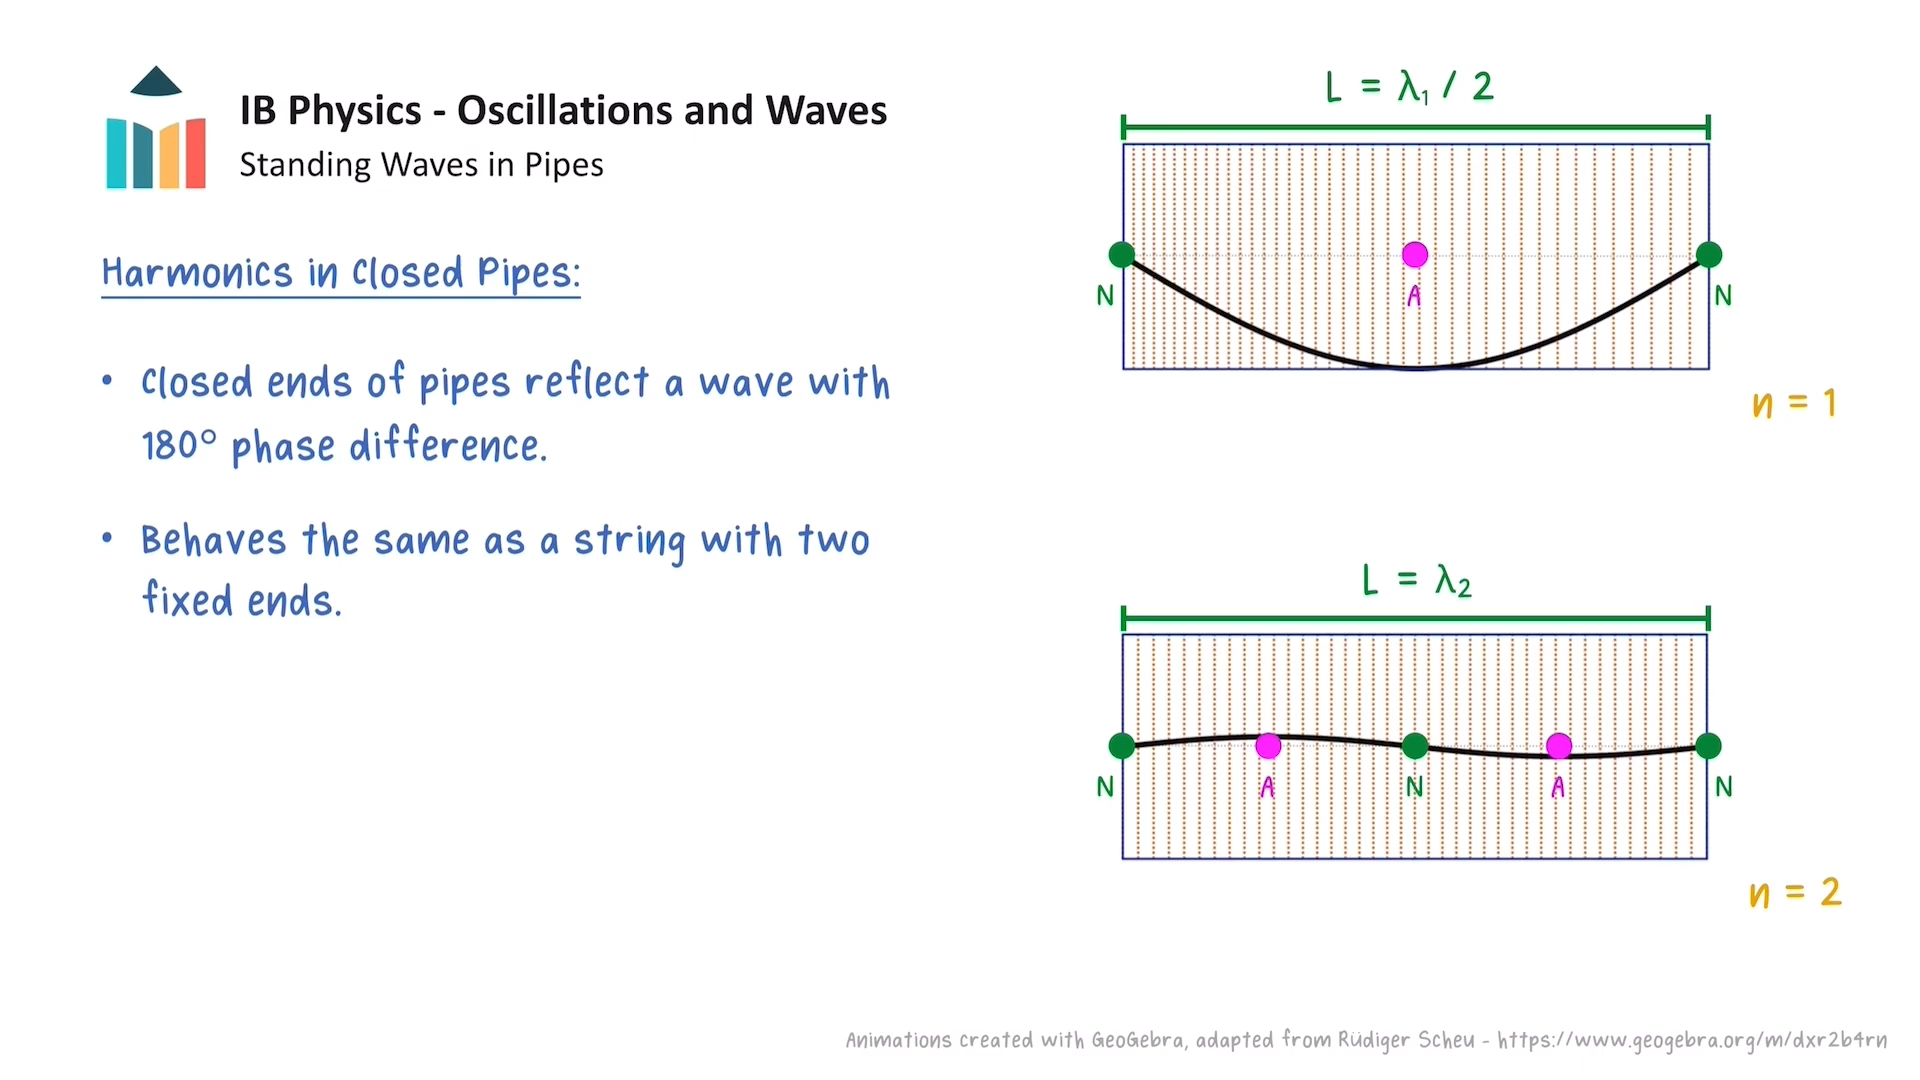 IB Physics - Oscillations and Waves
Standing Waves in Pipes
Harmonics in Closed Pipes:
• Closed ends of pipes reflect a wave with
180° phase difference.
• Behaves the same as a string with two
fixed ends.
L = λ₁ / 2
N
A
N
n = 1
L = λ₂
N
A
N
A
N
n = 2
Animations created with GeoGebra, adapted from Rüdiger Scheu - https://www.geogebra.org/m/dxr2b4rn